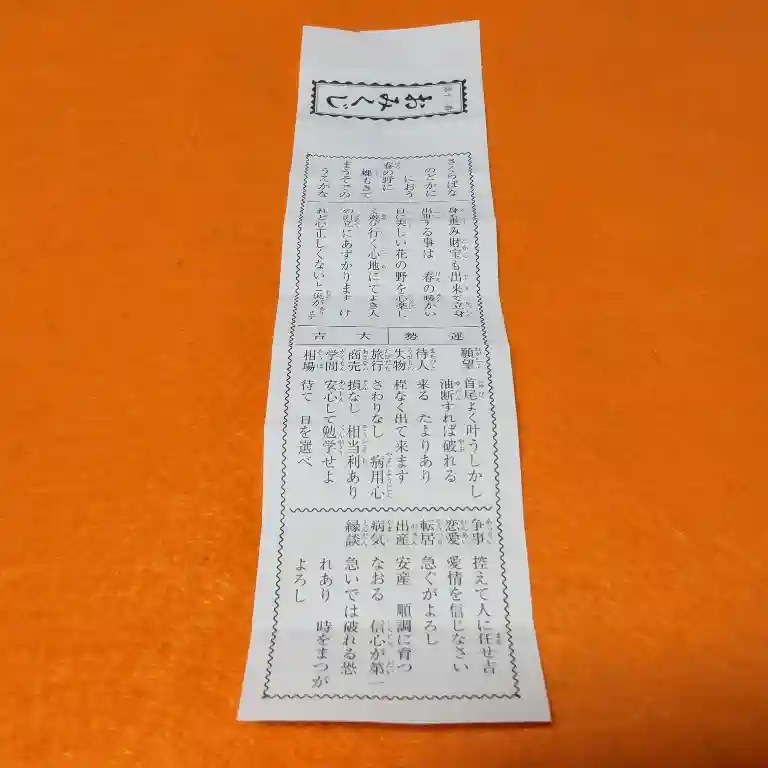 おみくじ
さくらばな
のどかに
におう
春の野に
蝶もきて
まうそでの
うえかな
身を進み財宝も出来て立身
出世する事は 春の暖かい
日に美しい花の野を心楽し
く遊び行く心地にてよき人
の引立にあずかります け
れど心正しくないと災が
運勢 大吉
願望 首尾よく叶うしかし
油断すれば破れる
待人 来る たよりあり
失物 程なく出て来ます
旅行 さわりなし 病用心
商売 損なし 相当利あり
学問 安心して勉学せよ
相場 待て 日を選べ
争事 控えて人に任せ吉
恋愛 愛情を信じなさい
転居 急ぐがよろし
出産 安産 順調に育つ
病気 なおる 信心が第一
縁談 急いでは破れる恐
れあり 時をまつが
よろし